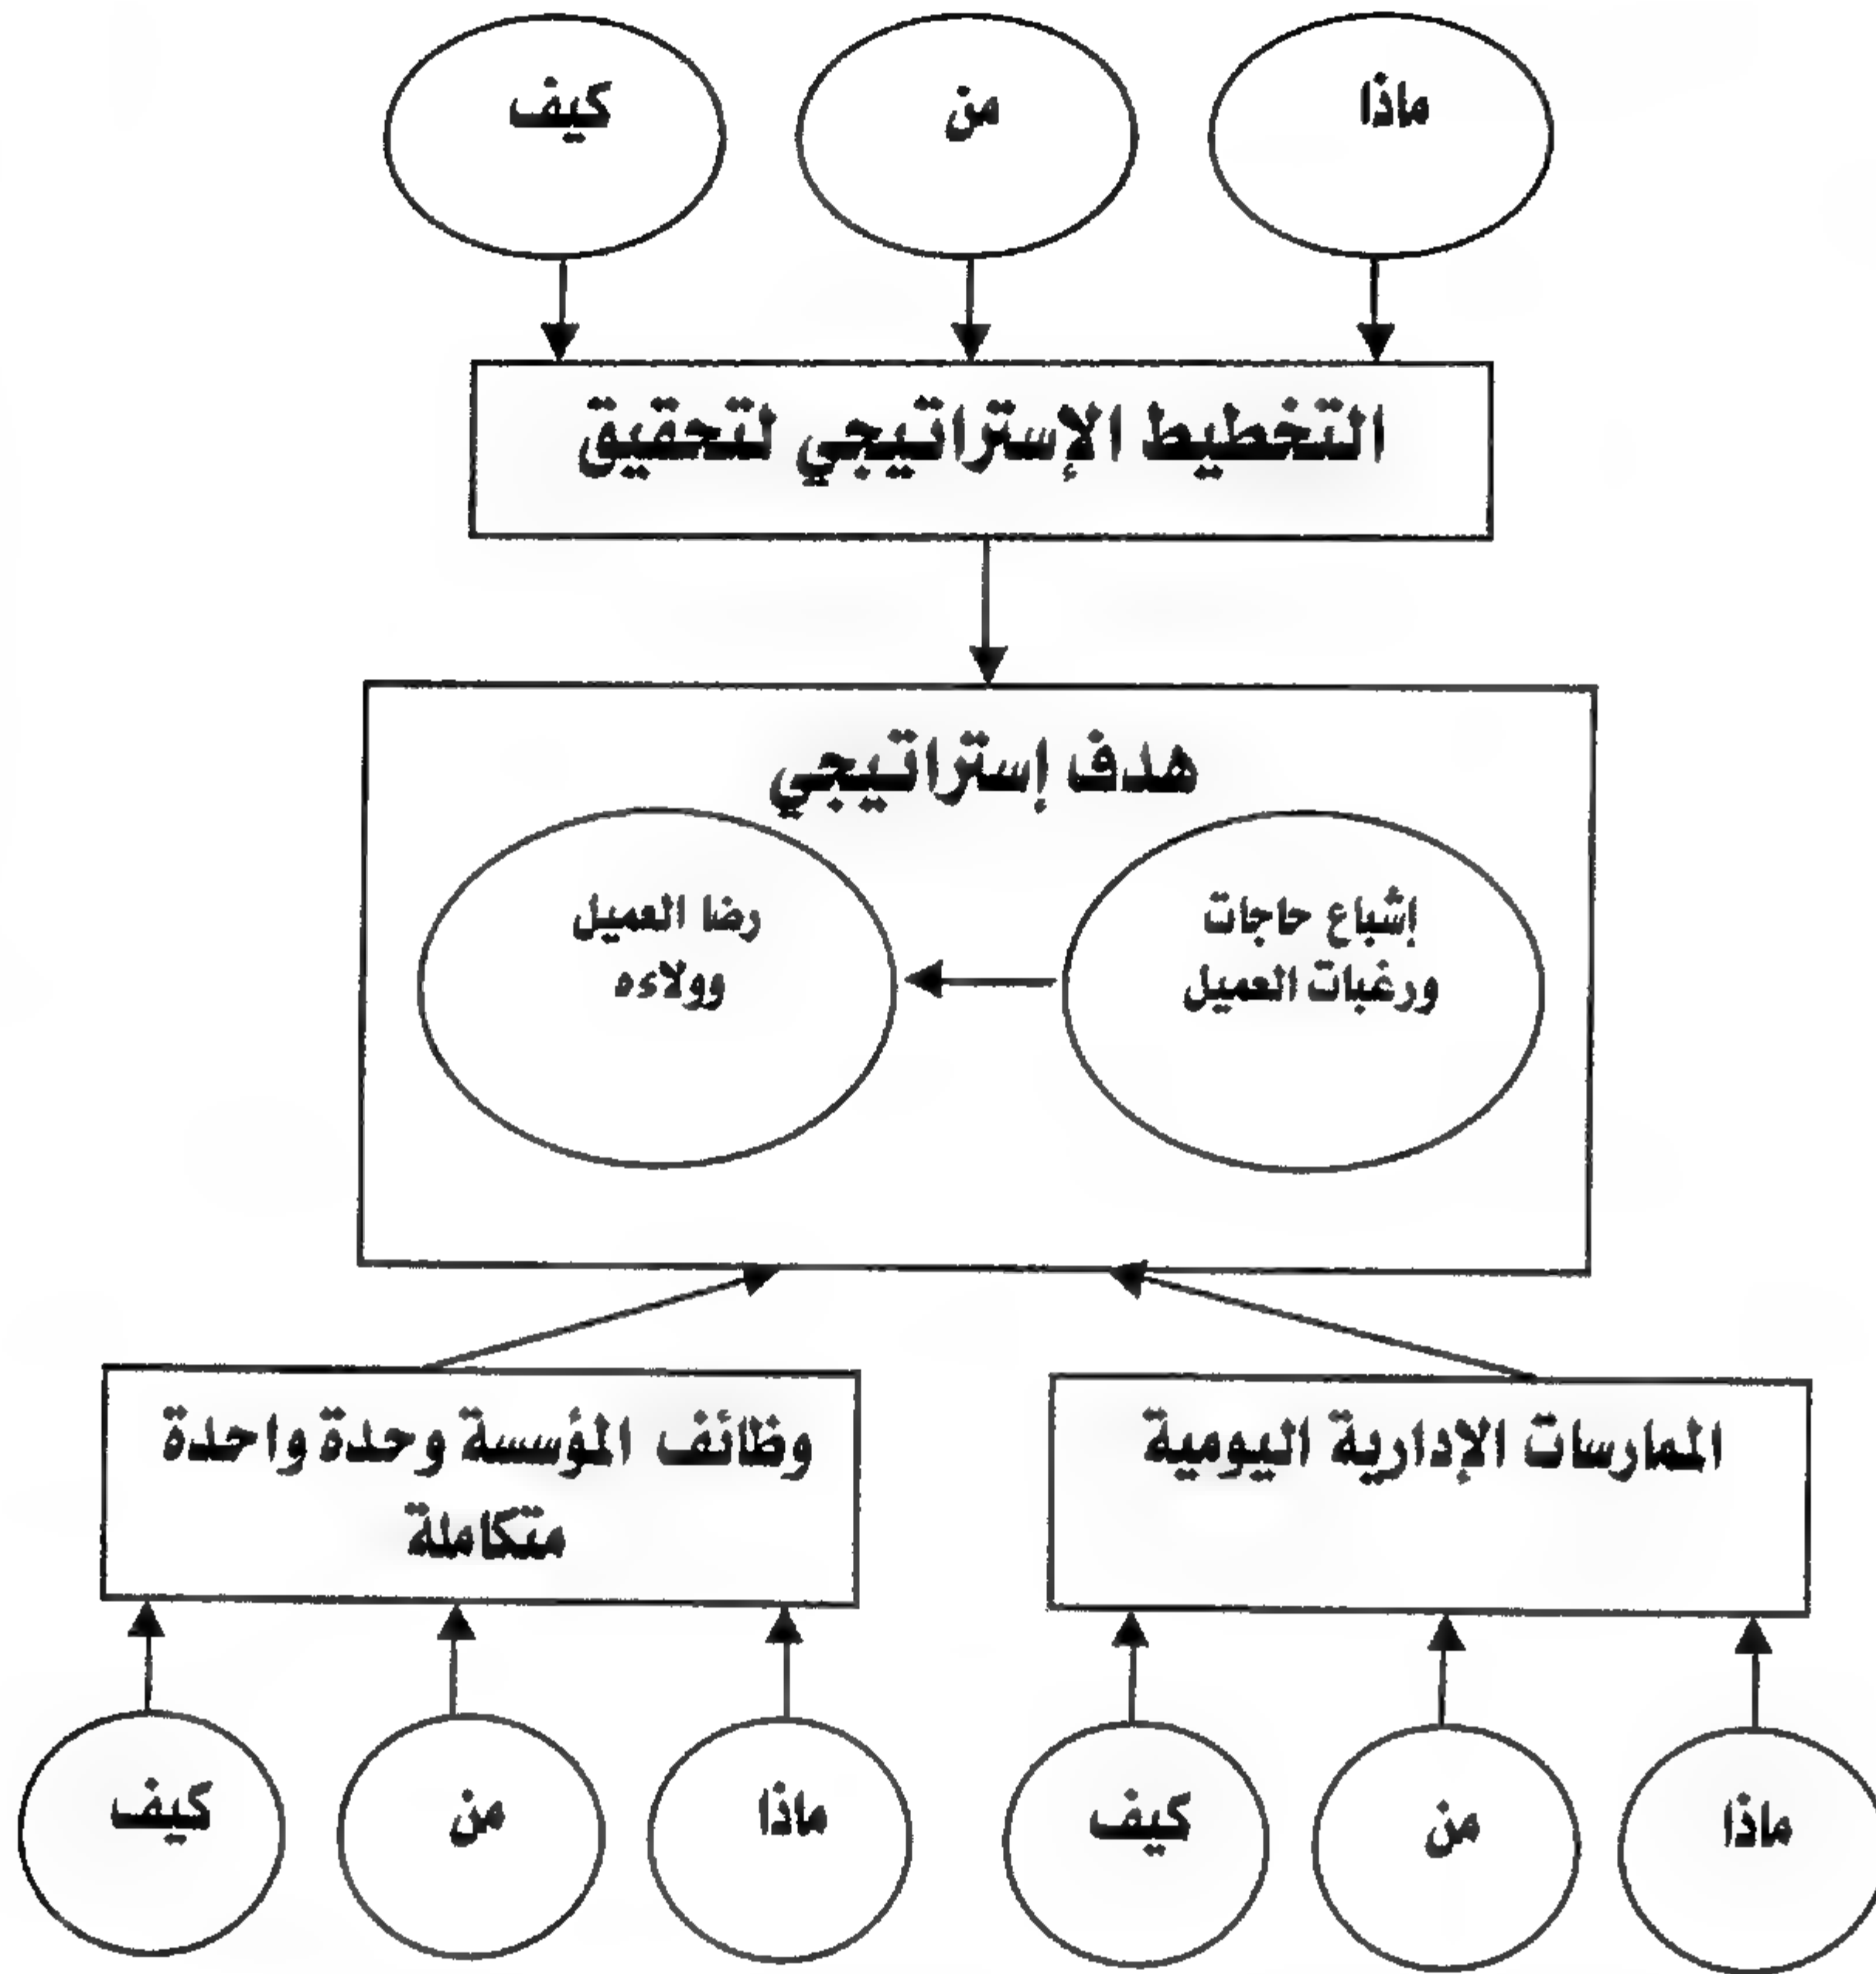 ماذا
من
كيف
التخطيط الإستراتيجي لتحقيق
هدف إستراتيجي
إشباع حاجات
ورغبات العميل
رضا العميل
وولاءه
الممارسات الإدارية اليومية
وظائف المؤسسة وحدة واحدة
متكاملة
ماذا
من
كيف
ماذا
من
كيف